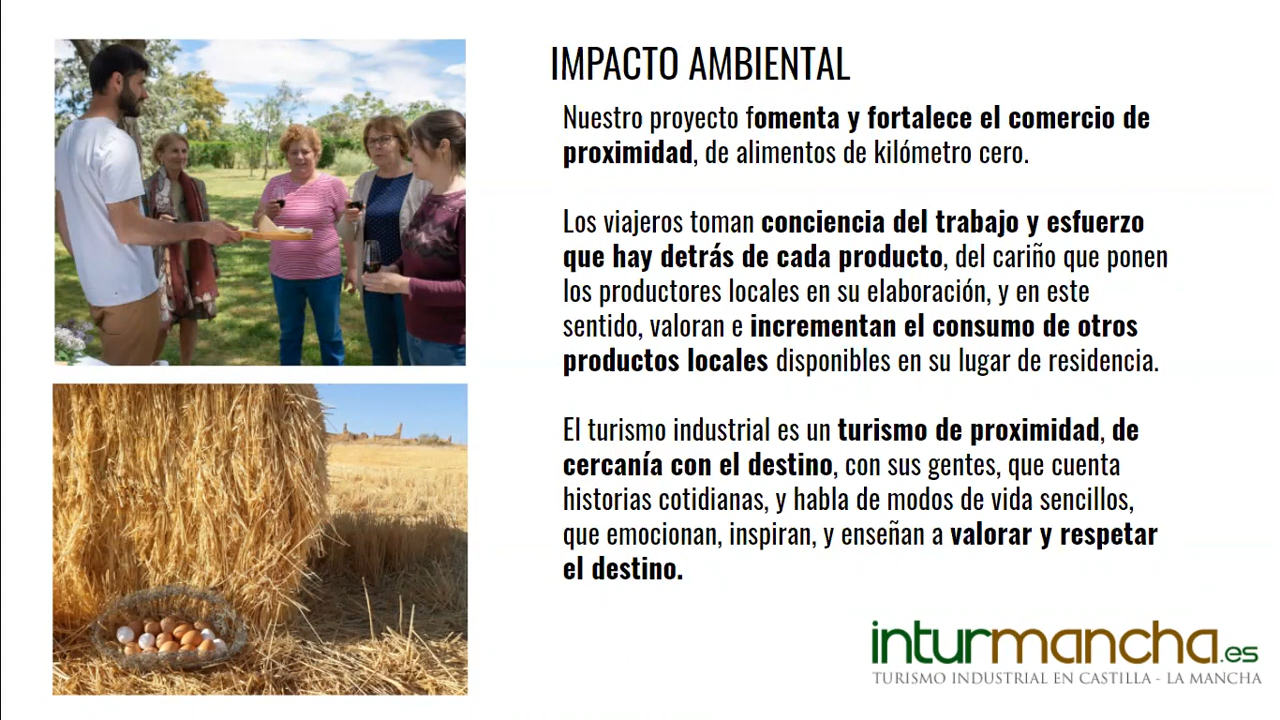 IMPACTO AMBIENTAL
Nuestro proyecto fomenta y fortalece el comercio de
proximidad, de alimentos de kilómetro cero.
Los viajeros toman conciencia del trabajo y esfuerzo
que hay detrás de cada producto, del cariño que ponen
los productores locales en su elaboración, y en este
sentido, valoran e incrementan el consumo de otros
productos locales disponibles en su lugar de residencia.
El turismo industrial es un turismo de proximidad, de
cercanía con el destino, con sus gentes, que cuenta
historias cotidianas, y habla de modos de vida sencillos,
que emocionan, inspiran, y enseñan a valorar y respetar
el destino.
inturmancha.es
TURISMO INDUSTRIAL EN CASTILLA - LA MANCHA